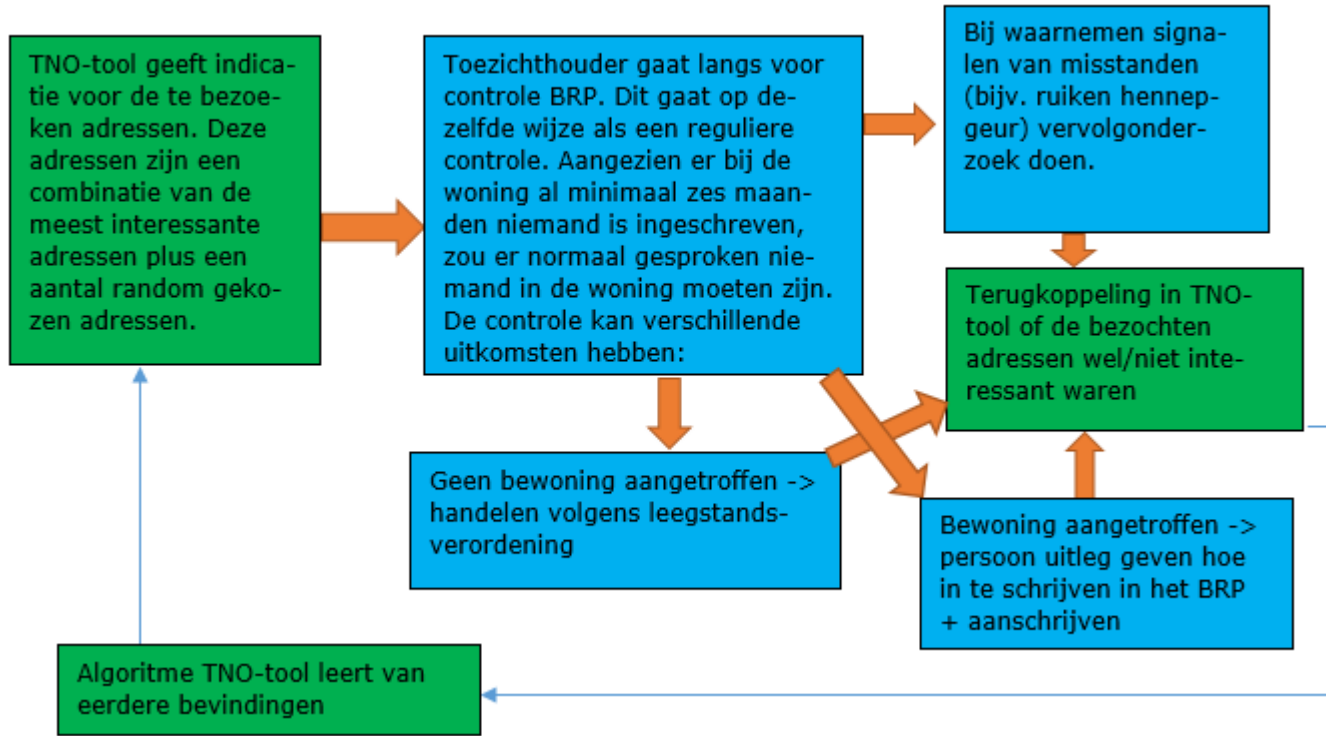 TNO-tool geeft indica-
tie voor de te bezoe-
ken adressen. Deze
adressen zijn een
combinatie van de
meest interessante
adressen plus een
aantal random geko-
zen adressen.
Toezichthouder gaat langs voor
controle BRP. Dit gaat op de-
zelfde wijze als een reguliere
controle. Aangezien er bij de
woning al minimaal zes maan-
den niemand is ingeschreven,
zou er normaal gesproken nie-
mand in de woning moeten zijn.
De controle kan verschillende
uitkomsten hebben:
Bij waarnemen signa-
len van misstanden
(bijv. ruiken hennep-
geur) vervolgonder-
zoek doen.
Terugkoppeling in TNO-
tool of de bezochten
adressen wel/niet inte-
ressant waren
Geen bewoning aangetroffen ->
handelen volgens leegstands-
verordening
Bewoning aangetroffen ->
persoon uitleg geven hoe
in te schrijven in het BRP
+ aanschrijven
Algoritme TNO-tool leert van
eerdere bevindingen